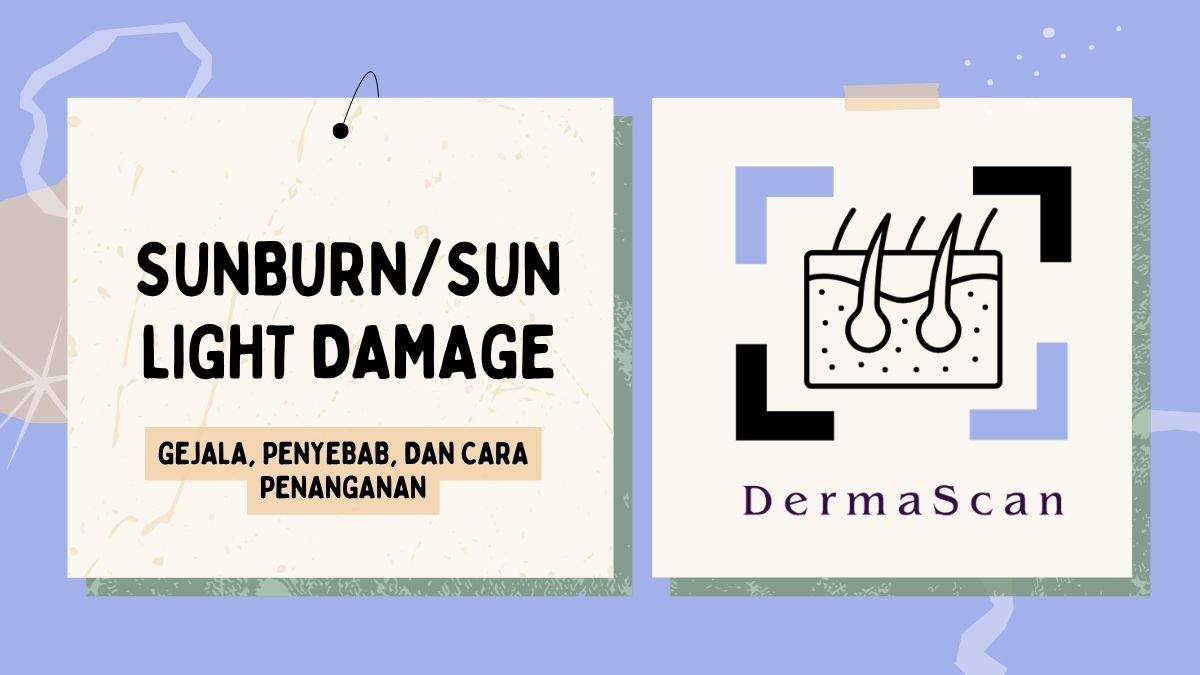 SUNBURN/SUN
LIGHT DAMAGE
GEJALA, PENYEBAB, DAN CARA
PENANGANAN
DermaScan